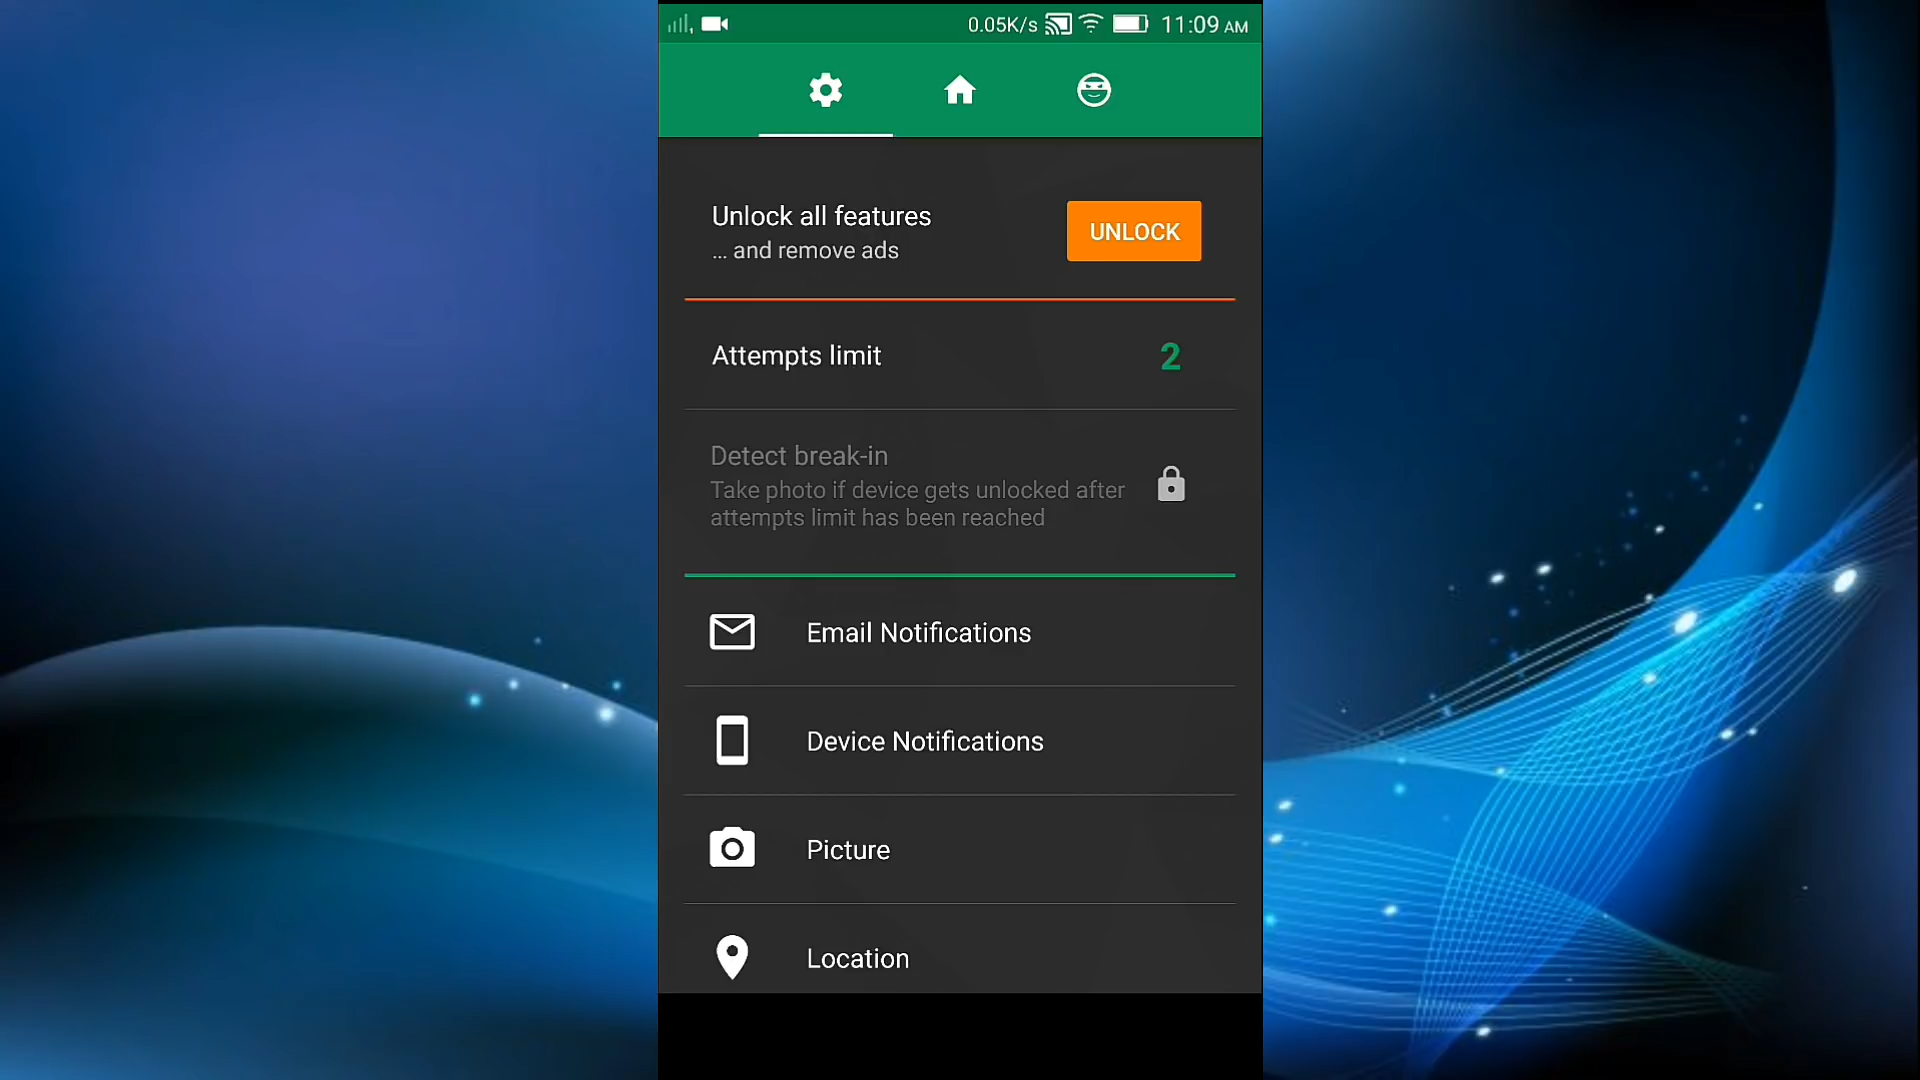 0.05K/s 11:09 AM
Unlock all features
... and remove ads
UNLOCK
Attempts limit
2
Detect break-in
Take photo if device gets unlocked after
attempts limit has been reached
Email Notifications
Device Notifications
Picture
Location